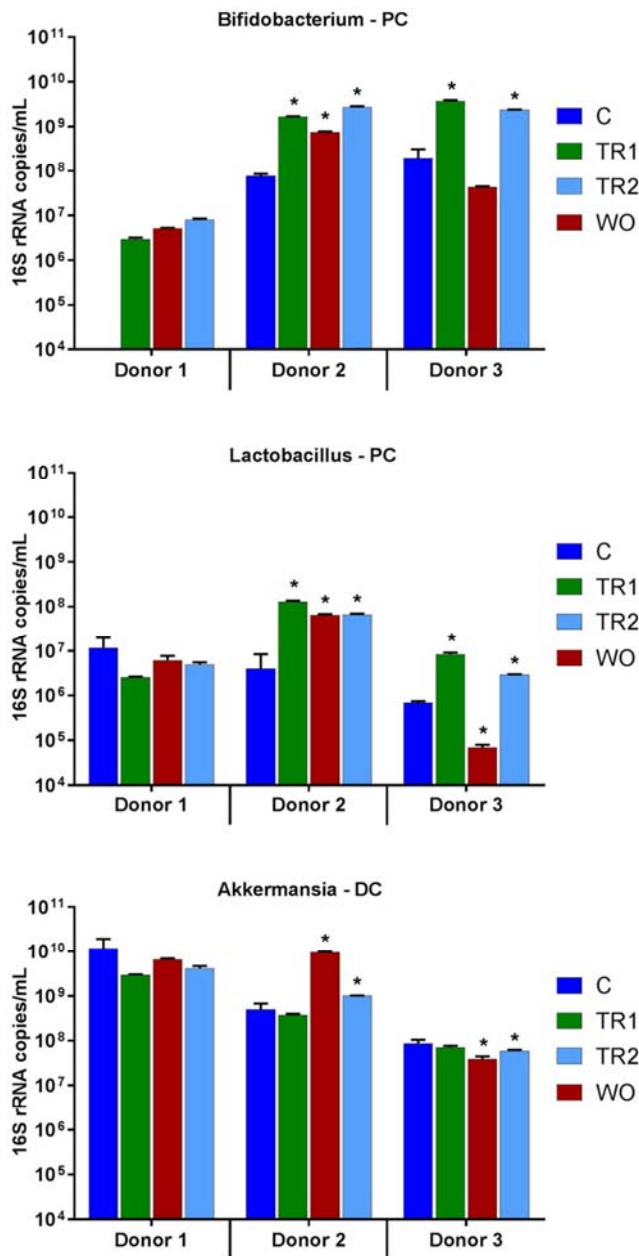 Bifidobacterium - PC
16S rRNA copies/mL
10¹¹
10¹⁰
10⁹
10⁸
10⁷
10⁶
10⁵
10⁴
* * *
* *
C
TR1
TR2
WO
Donor 1 Donor 2 Donor 3
Lactobacillus - PC
16S rRNA copies/mL
10¹¹
10¹⁰
10⁹
10⁸
10⁷
10⁶
10⁵
10⁴
* * *
* * *
C
TR1
TR2
WO
Donor 1 Donor 2 Donor 3
Akkermansia - DC
16S rRNA copies/mL
10¹¹
10¹⁰
10⁹
10⁸
10⁷
10⁶
10⁵
10⁴
* *
* *
C
TR1
TR2
WO
Donor 1 Donor 2 Donor 3